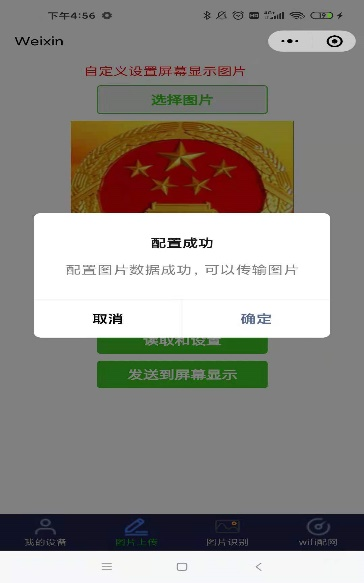 下午4:56
Weixin
自定义设置屏幕显示图片
选择图片
配置成功
配置图片数据成功，可以传输图片
取消
确定
读取和设置
发送到屏幕显示
我的设备
图片上传
图片识别
wifi配网